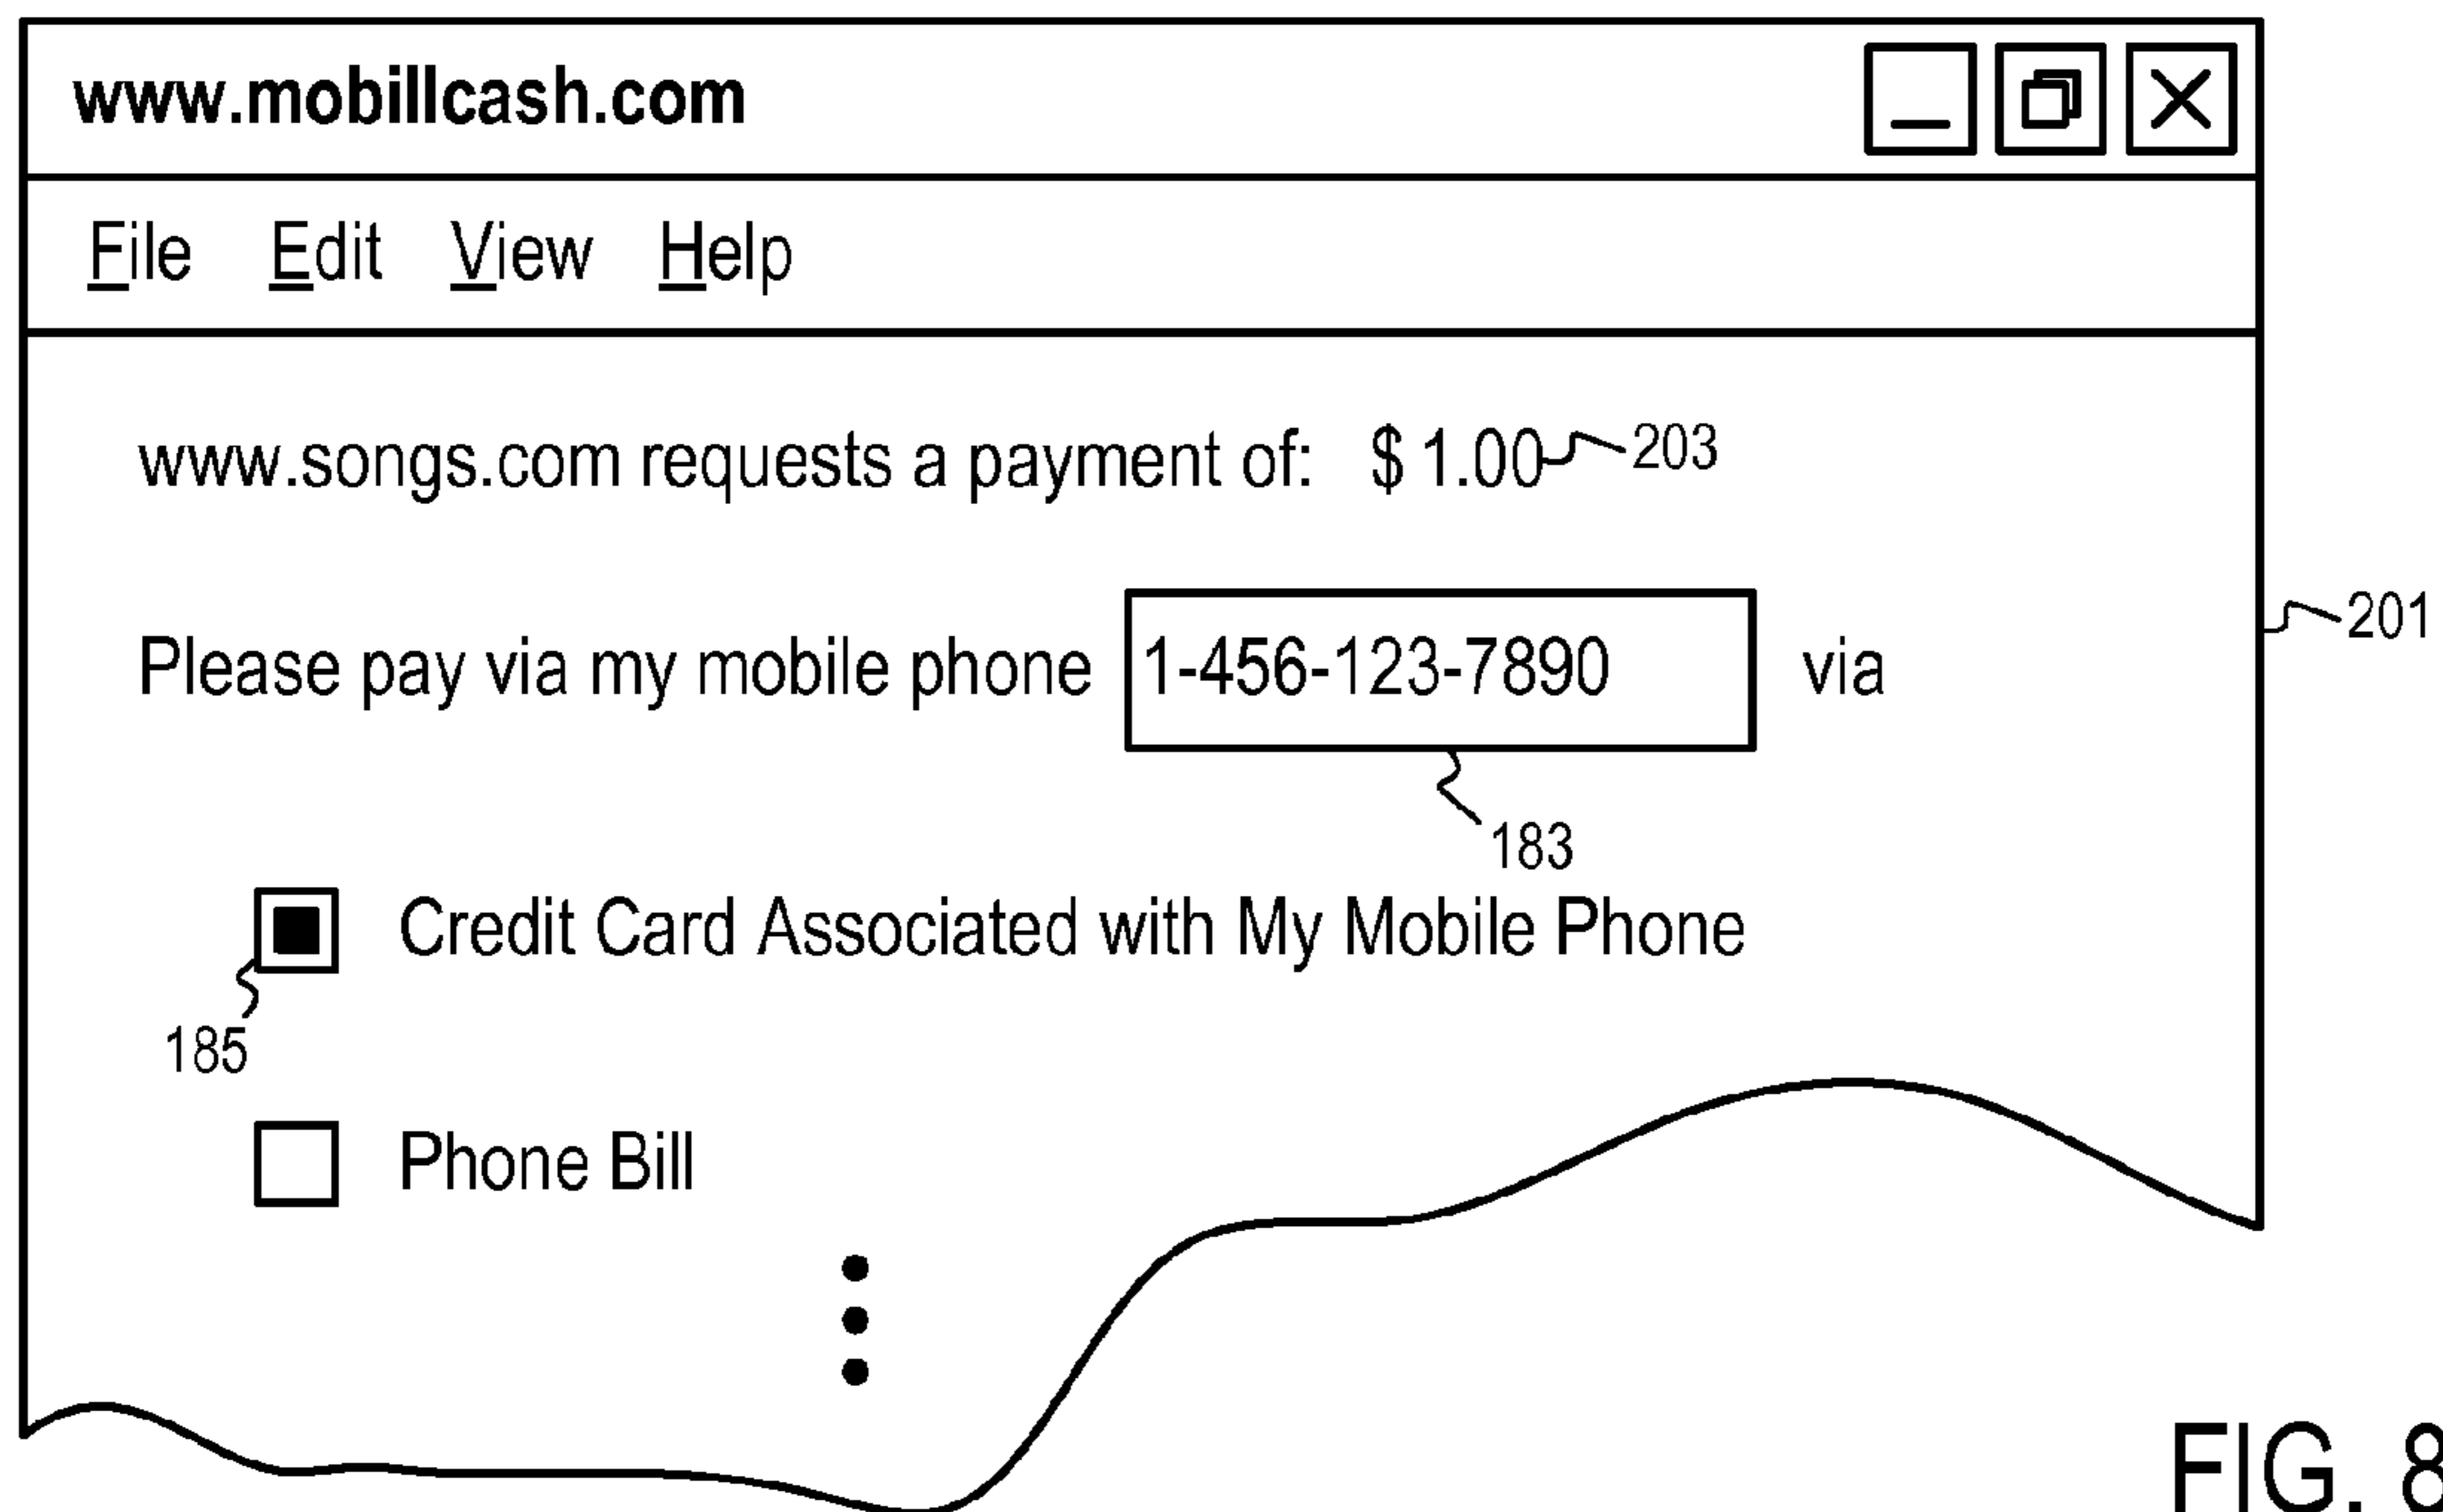 www.mobillcash.com
File Edit View Help
www.songs.com requests a payment of: $ 1.00 203
Please pay via my mobile phone 1-456-123-7890 via
201
183
Credit Card Associated with My Mobile Phone
185
Phone Bill
FIG. 8